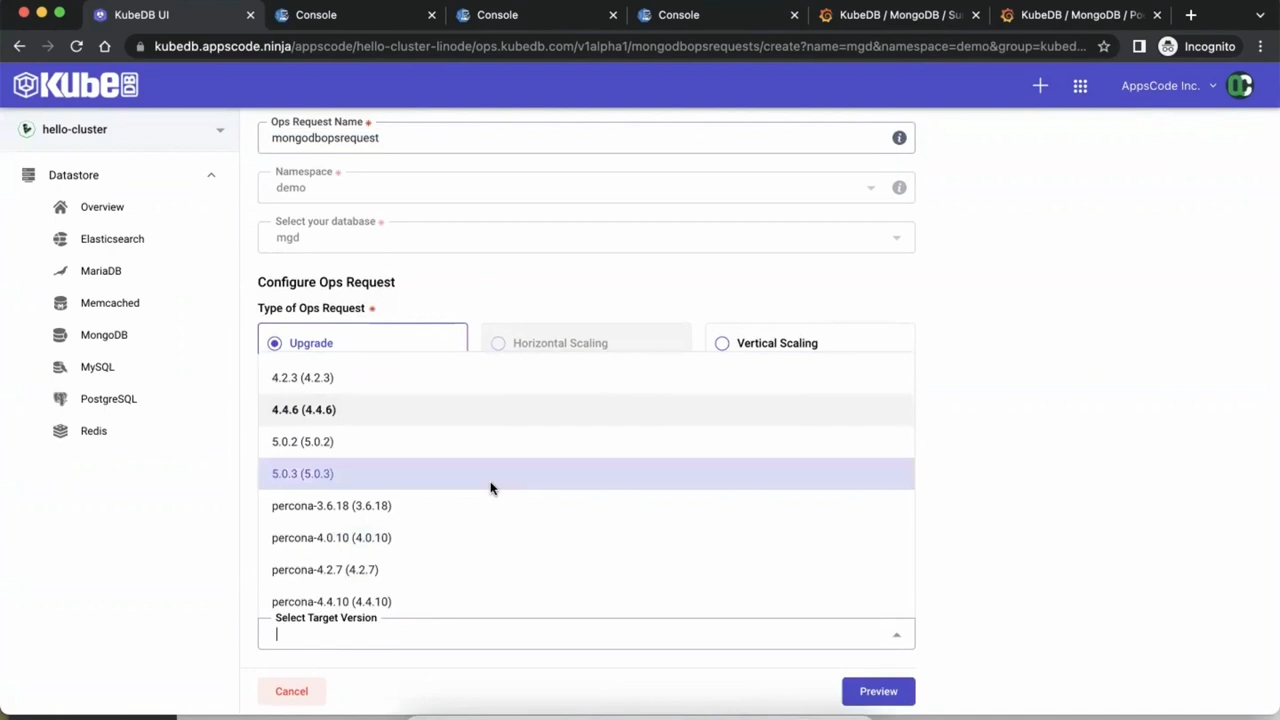 KubeDB UI
Console
Console
Console
KubeDB / MongoDB / Su
KubeDB / MongoDB / Po
kubedb.appscode.ninja/appscode/hello-cluster-linode/ops.kubedb.com/v1alpha1/mongodbopsrequests/create?name=mgd&namespace=demo&group=kubed...
Incognito
KubeDB
AppsCode Inc.
hello-cluster
Datastore
Overview
Elasticsearch
MariaDB
Memcached
MongoDB
MySQL
PostgreSQL
Redis
Ops Request Name *
mongodbopsrequest
Namespace *
demo
Select your database *
mgd
Configure Ops Request
Type of Ops Request *
Upgrade
Horizontal Scaling
Vertical Scaling
4.2.3 (4.2.3)
4.4.6 (4.4.6)
5.0.2 (5.0.2)
5.0.3 (5.0.3)
percona-3.6.18 (3.6.18)
percona-4.0.10 (4.0.10)
percona-4.2.7 (4.2.7)
percona-4.4.10 (4.4.10)
Select Target Version
Cancel
Preview